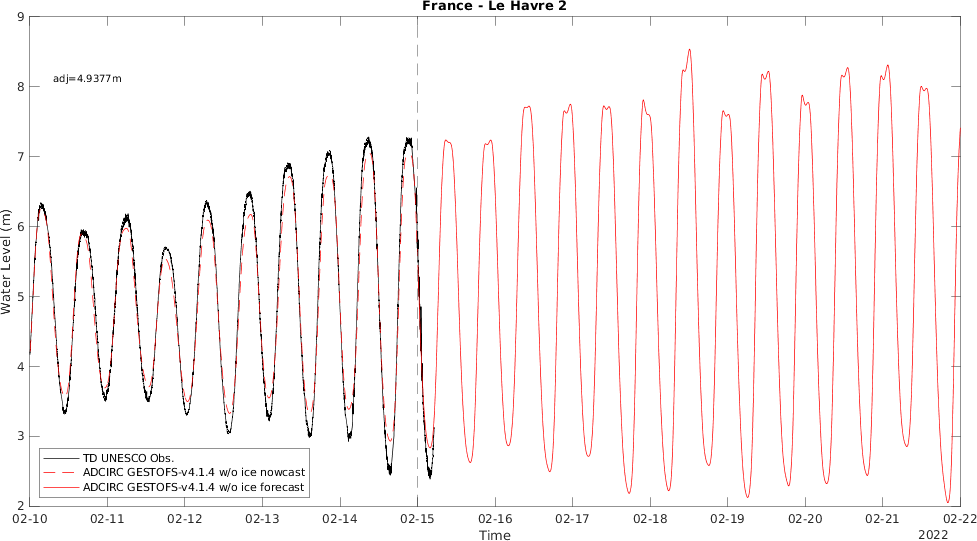 France - Le Havre 2
9
adj=4.9377m
8
7
6
5
4
3
2
Water Level (m)
TD UNESCO Obs.
ADCIRC GESTOFS-v4.1.4 w/o ice nowcast
ADCIRC GESTOFS-v4.1.4 w/o ice forecast
02-10 02-11 02-12 02-13 02-14 02-15 02-16 02-17 02-18 02-19 02-20 02-21 02-22
Time
2022